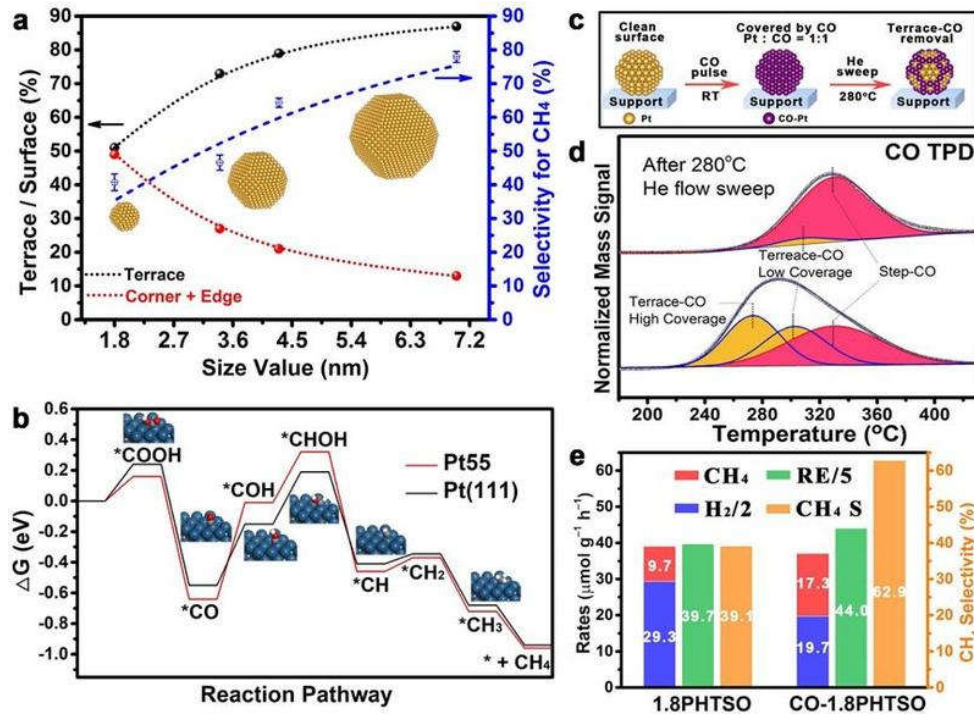 a
Terrace / Surface (%)
90
80
70
60
50
40
30
20
10
0
1.8
2.7
3.6
4.5
5.4
6.3
7.2
Size Value (nm)
Terrace
Corner + Edge
90
80
70
60
50
40
30
20
10
0
Selectivity for CH₄ (%)
b
ΔG (eV)
0.6
0.4
0.2
0.0
-0.2
-0.4
-0.6
-0.8
-1.0
*COOH
*CO
*COH
*CHOH
*CH
*CH₂
*CH₃
* + CH₄
Pt55
Pt(111)
Reaction Pathway
c
Clean
surface
Support
CO
pulse
RT
Covered by CO
Pt : CO = 1:1
Support
He
sweep
280°C
Terrace-CO
removal
Support
Pt
CO-Pt
d
CO TPD
After 280°C
He flow sweep
Terreace-CO
Low Coverage
Step-CO
Terrace-CO
High Coverage
Normalized Mass Signal
200
240
280
320
360
400
Temperature (°C)
e
Rates (μmol g⁻¹ h⁻¹)
60
50
40
30
20
10
0
CH₄
RE/5
H₂/2
CH₄ S
9.7
29.3
39.7
39.1
17.3
19.7
44.0
62.9
1.8PHTSO
CO-1.8PHTSO
60
50
40
30
20
10
0
CH₄ Selectivity (%)